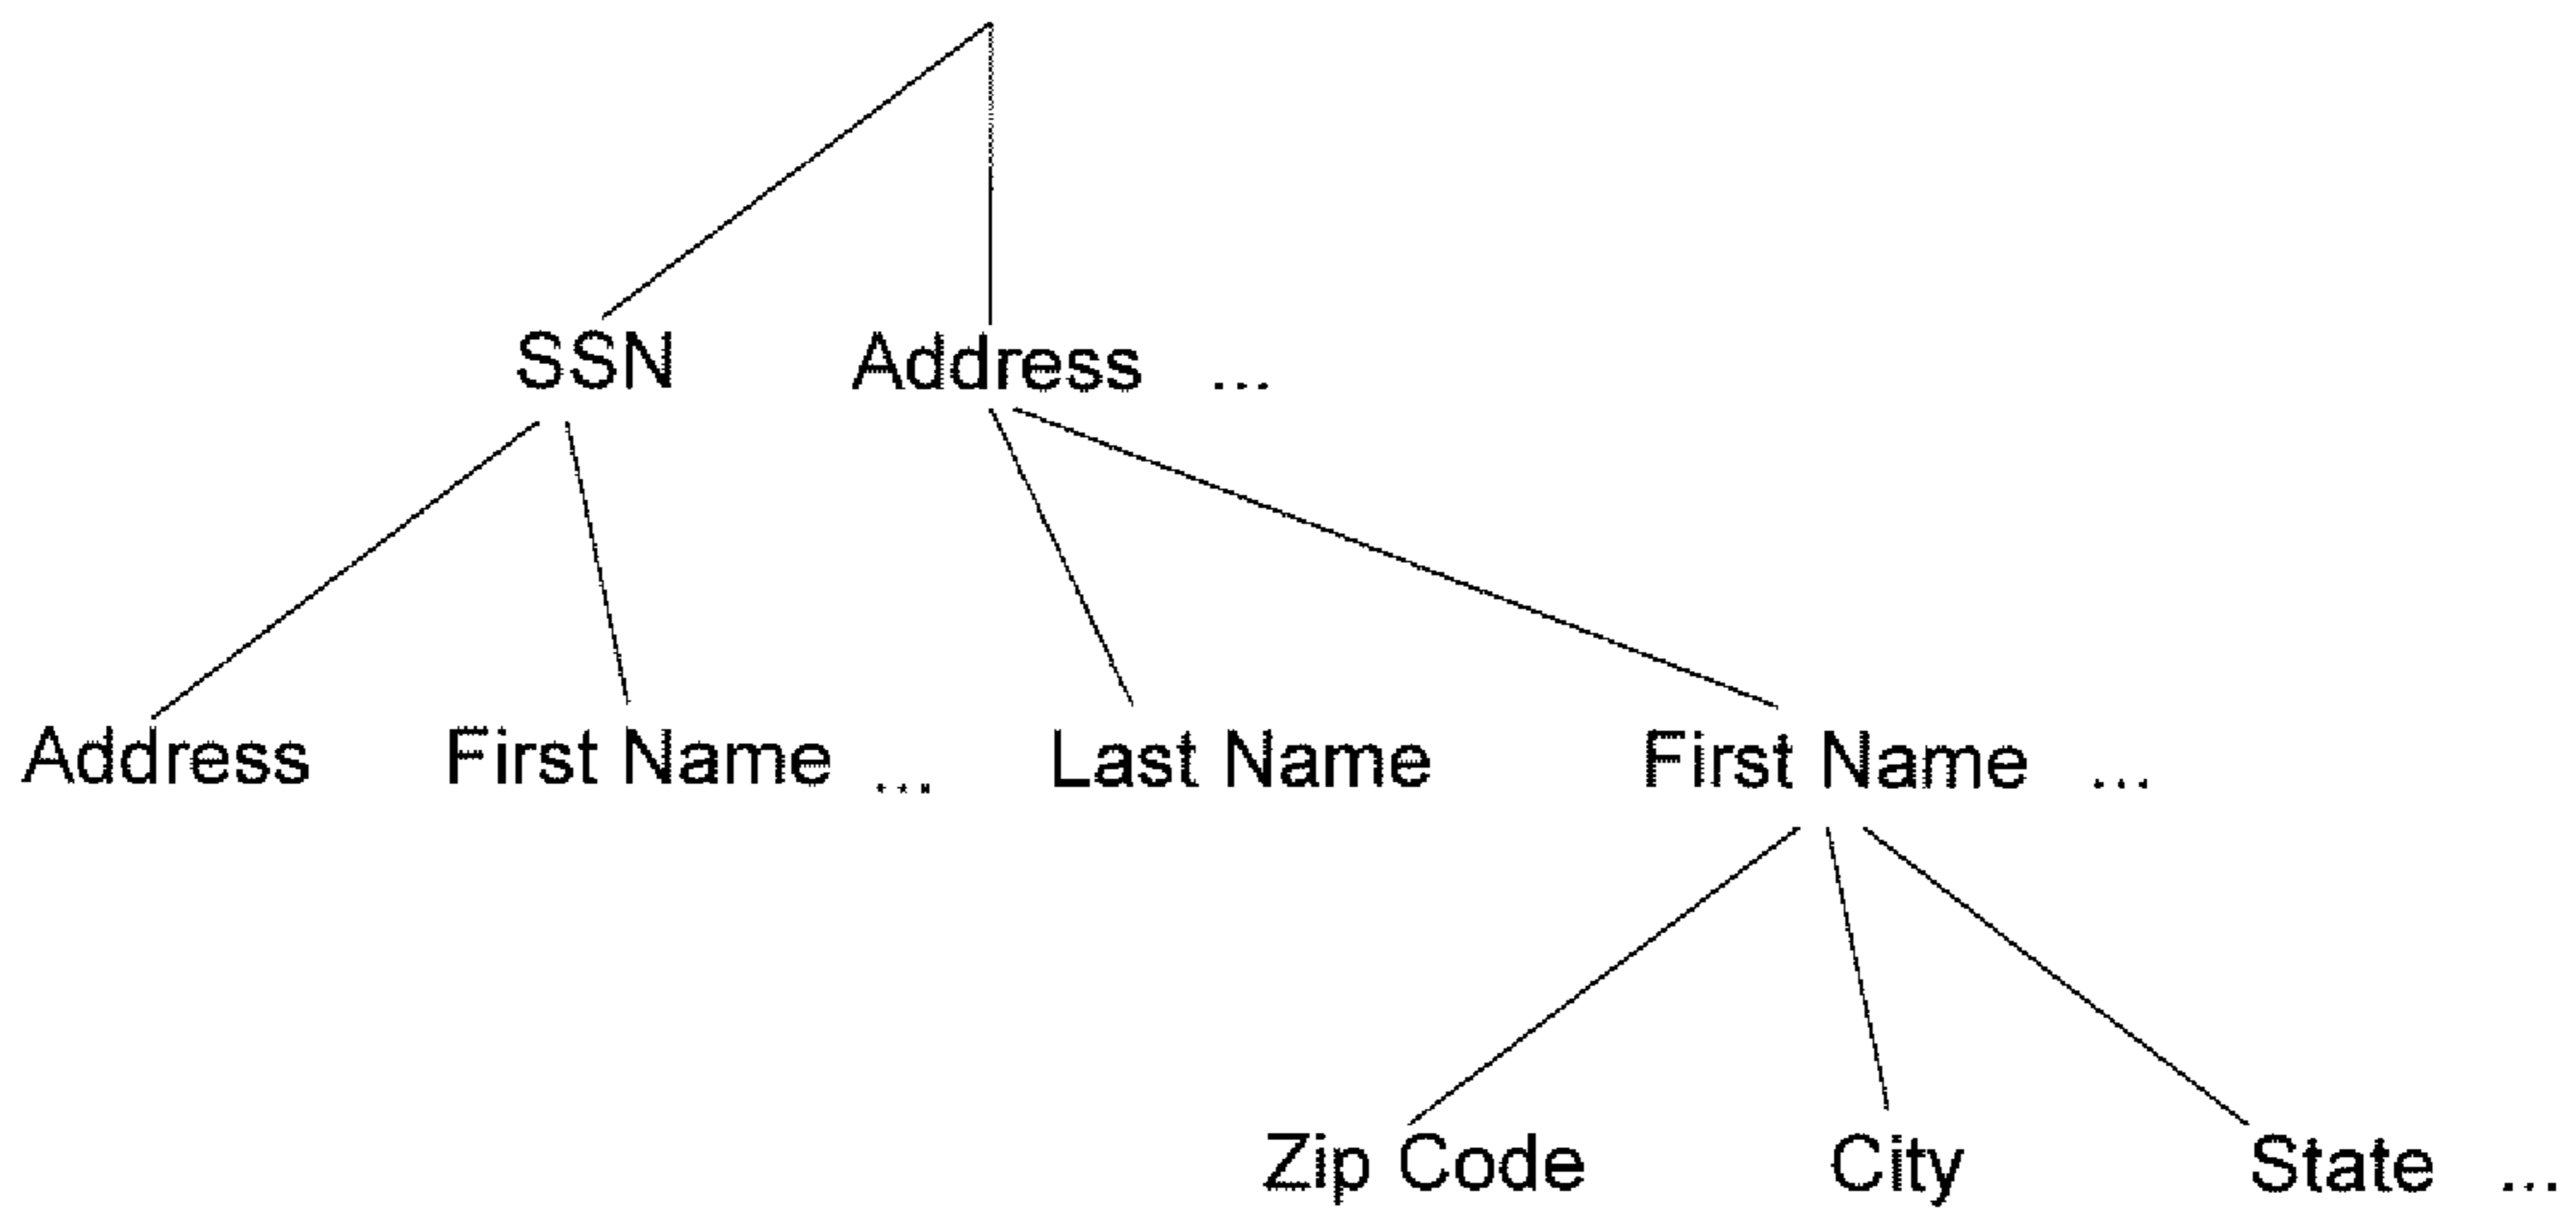 SSN Address ...
Address First Name ... Last Name First Name ...
Zip Code City State ...